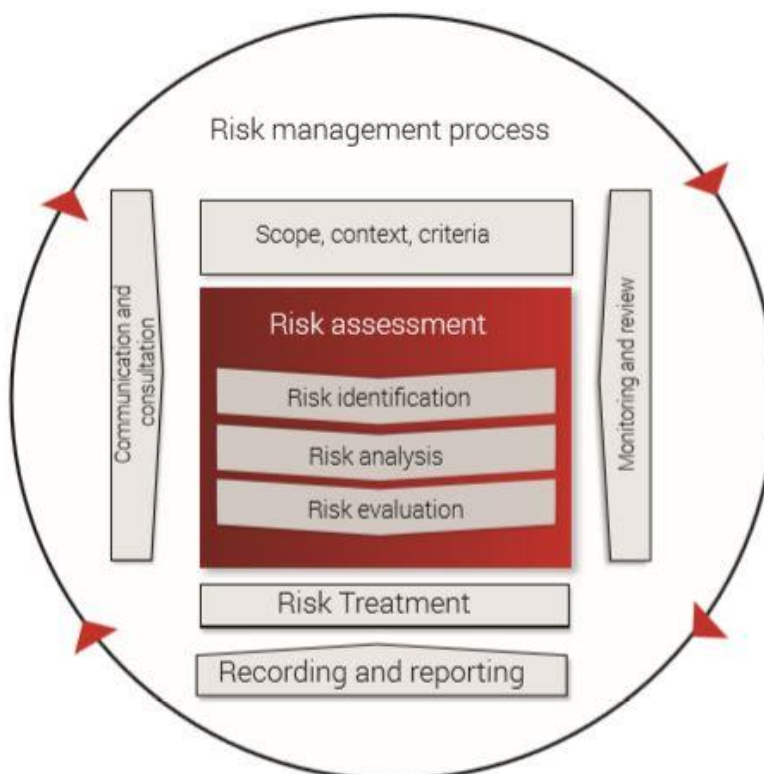 Risk management process
Scope, context, criteria
Risk assessment
Risk identification
Risk analysis
Risk evaluation
Communication and
consultation
Monitoring and review
Risk Treatment
Recording and reporting